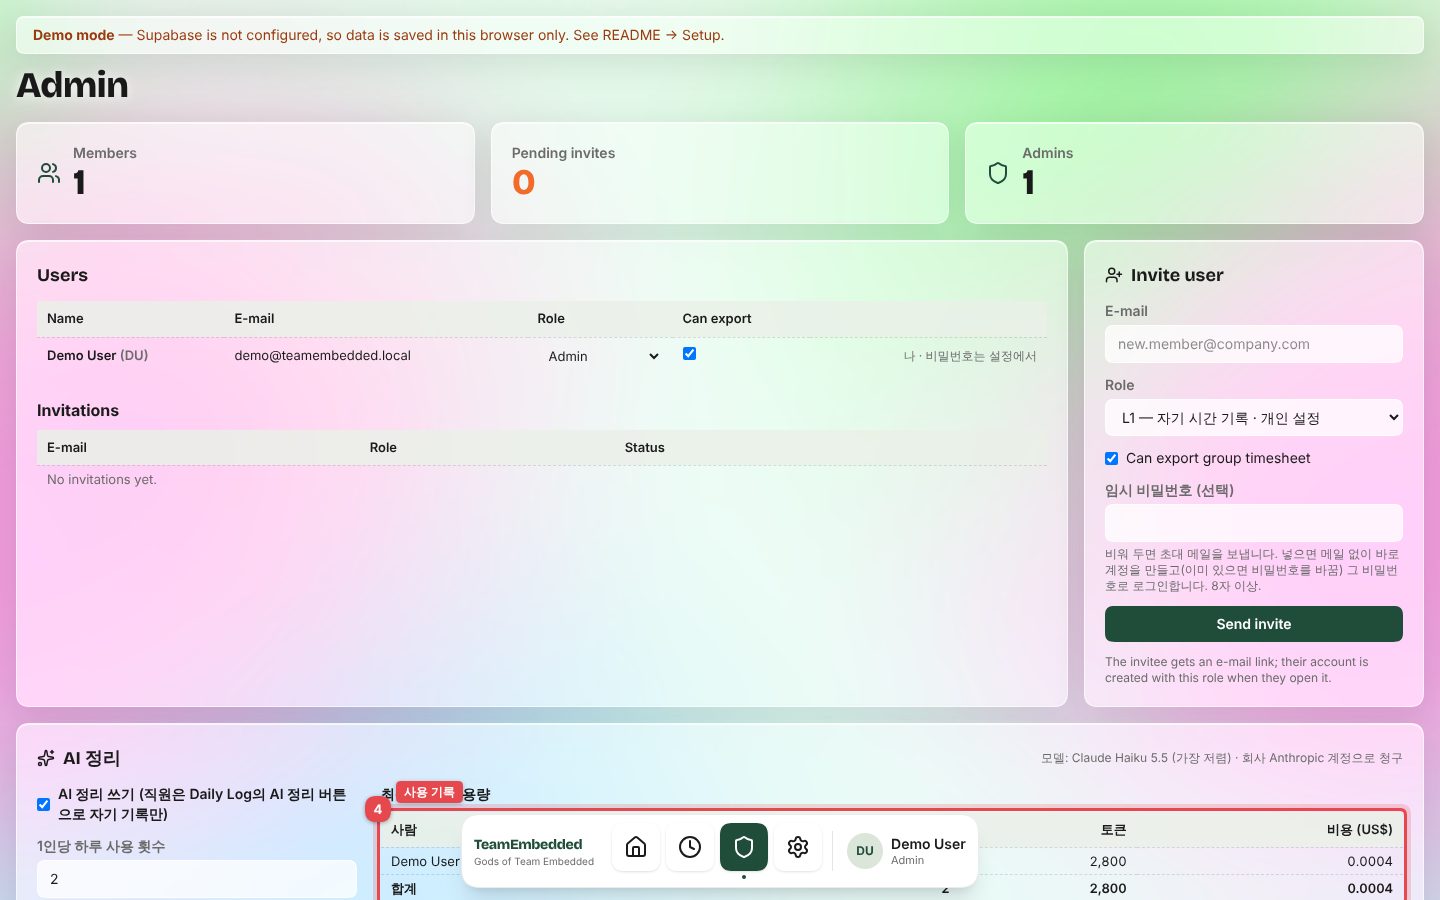 Demo mode — Supabase is not configured, so data is saved in this browser only. See README → Setup.
Admin
Members
1
Pending invites
0
Admins
1
Users
Name E-mail Role Can export
Demo User (DU) demo@teamembedded.local Admin 나 · 비밀번호는 설정에서
Invitations
E-mail Role Status
No invitations yet.
Invite user
E-mail
new.member@company.com
Role
L1 — 자기 시간 기록 · 개인 설정
Can export group timesheet
임시 비밀번호 (선택)
비워 두면 초대 메일을 보냅니다. 넣으면 메일 없이 바로
계정을 만들고(이미 있으면 비밀번호를 바꿈) 그 비밀번
호로 로그인합니다. 8자 이상.
Send invite
The invitee gets an e-mail link; their account is
created with this role when they open it.
AI 정리
모델: Claude Haiku 5.5 (가장 저렴) · 회사 Anthropic 계정으로 청구
AI 정리 쓰기 (직원은 Daily Log의 AI 정리 버튼
으로 자기 기록만)
1인당 하루 사용 횟수
2
사용 기록
용량
4
사람 토큰 비용 (US$)
Demo User 2,800 0.0004
합계 2 2,800 0.0004
TeamEmbedded
Gods of Team Embedded
DU
Demo User
Admin